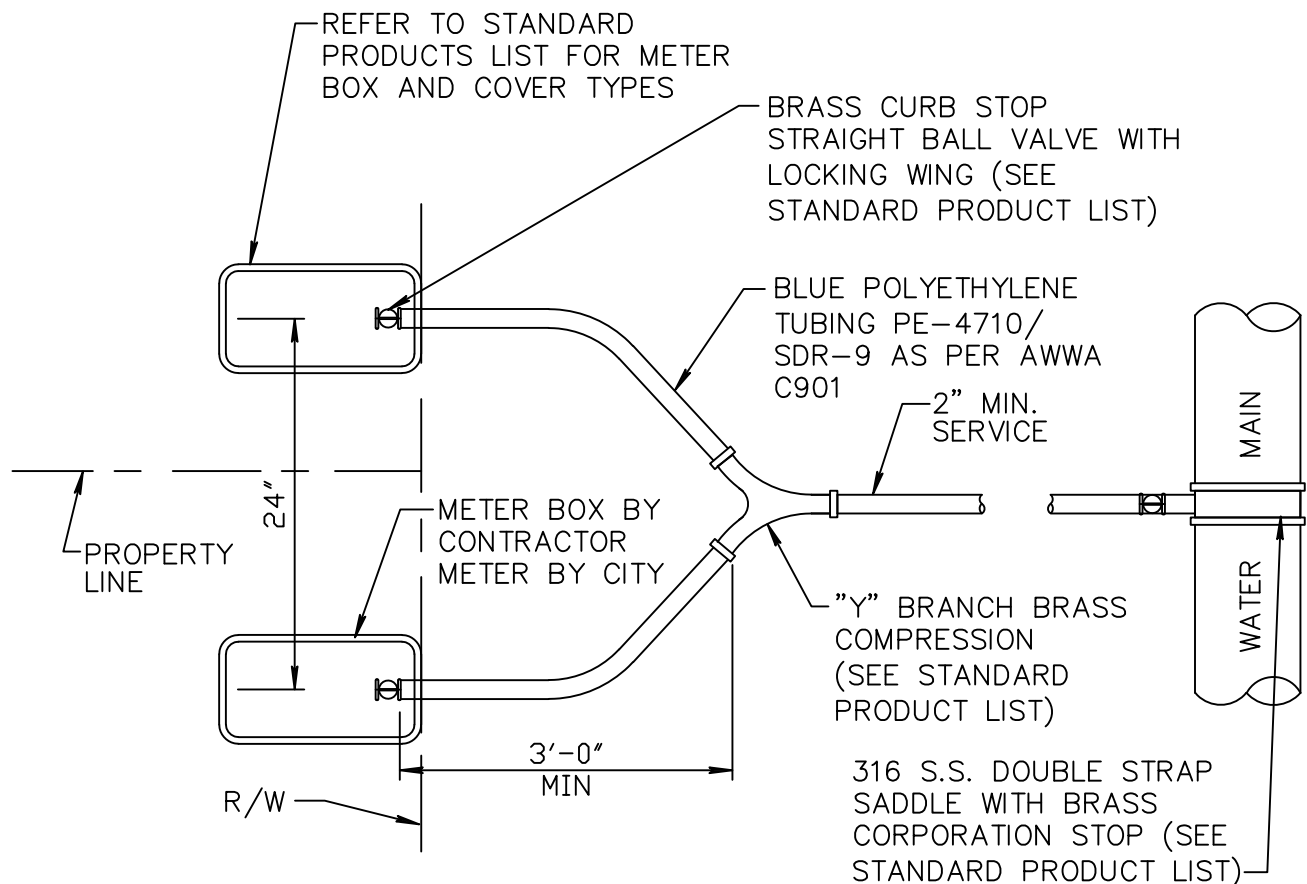 REFER TO STANDARD
PRODUCTS LIST FOR METER
BOX AND COVER TYPES
BRASS CURB STOP
STRAIGHT BALL VALVE WITH
LOCKING WING (SEE
STANDARD PRODUCT LIST)
BLUE POLYETHYLENE
TUBING PE-4710/
SDR-9 AS PER AWWA
C901
2" MIN.
SERVICE
MAIN
WATER
24"
PROPERTY
LINE
METER BOX BY
CONTRACTOR
METER BY CITY
"Y" BRANCH BRASS
COMPRESSION
(SEE STANDARD
PRODUCT LIST)
3'-0"
MIN
R/W
316 S.S. DOUBLE STRAP
SADDLE WITH BRASS
CORPORATION STOP (SEE
STANDARD PRODUCT LIST)